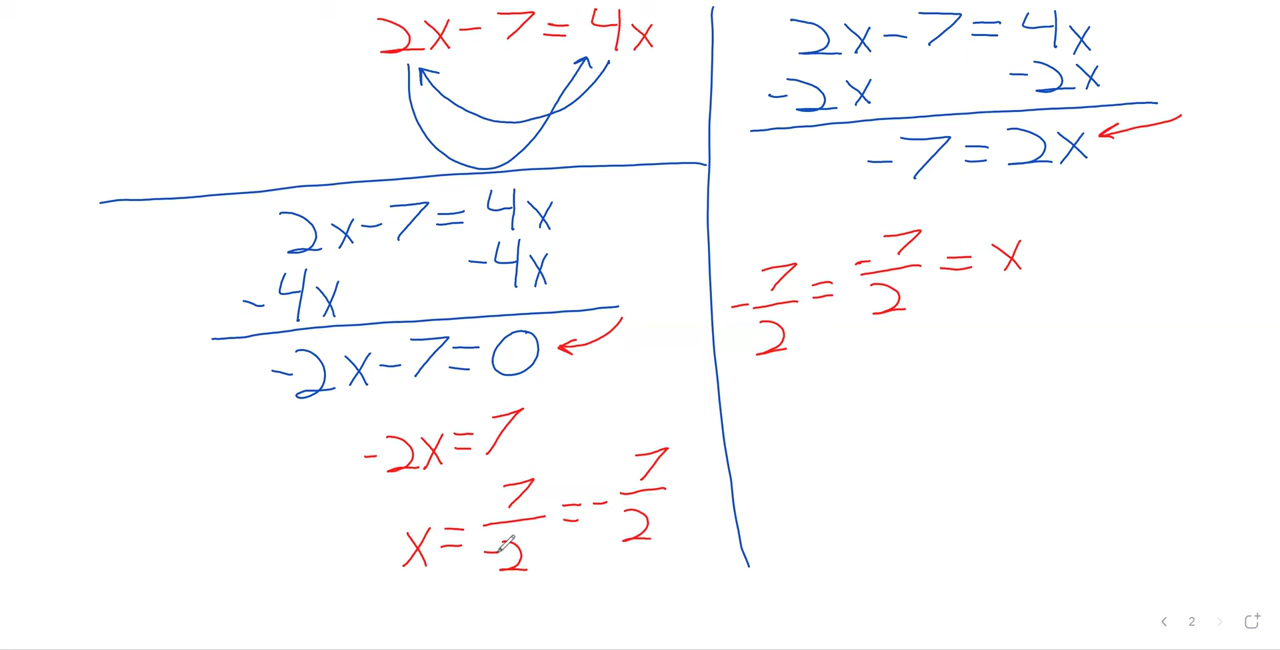 2x - 7 = 4x
2x - 7 = 4x
-4x -4x
-2x - 7 = 0
-2x = 7
x = 7/-2 = -7/2
2x - 7 = 4x
-2x -2x
-7 = 2x
-7/2 = -7/2 = x
2